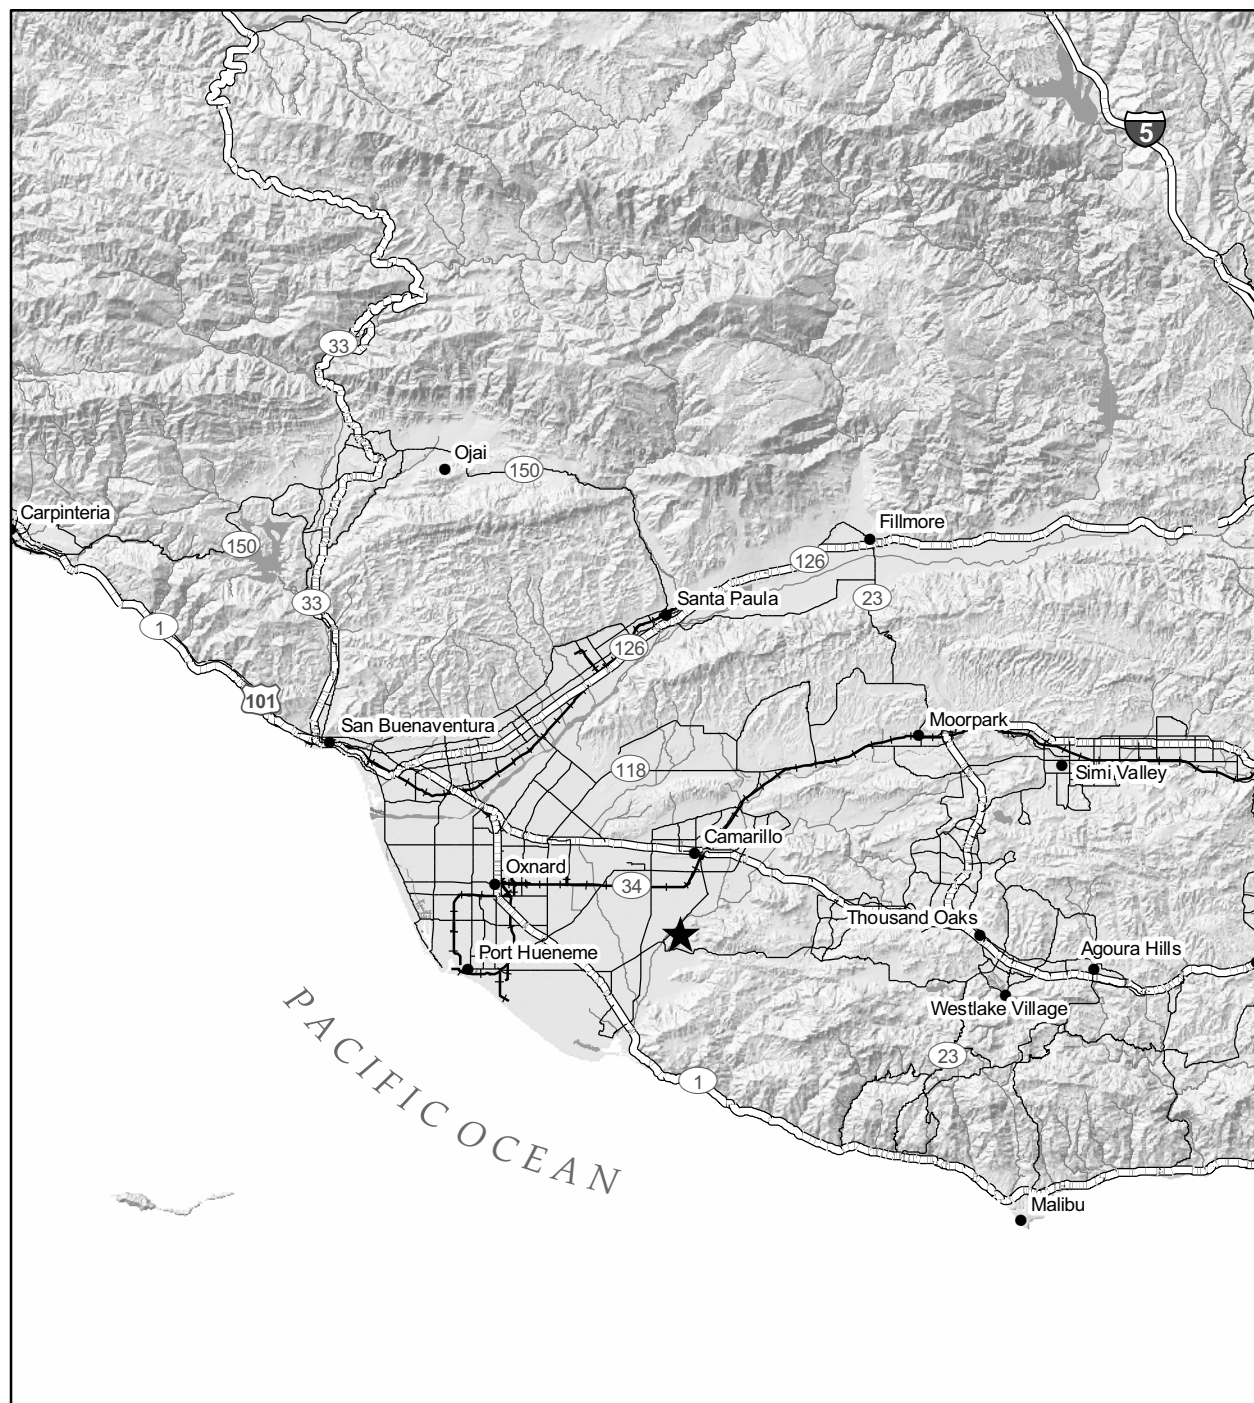 5
33
Ojai
150
Carpinteria
Fillmore
150
126
33
Santa Paula
23
1
126
101
San Buenaventura
Moorpark
118
Simi Valley
Camarillo
Oxnard
34
Thousand Oaks
Port Hueneme
Agoura Hills
Westlake Village
PACIFIC OCEAN
23
1
Malibu